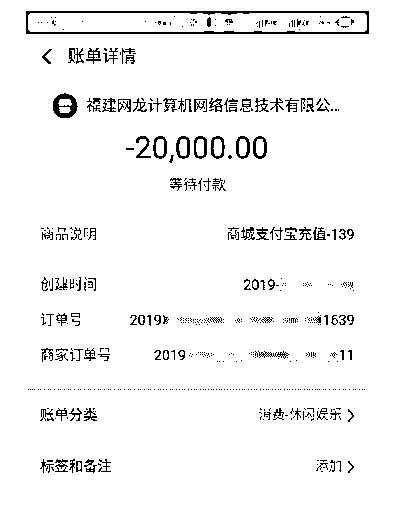 账单详情
福建网龙计算机网络信息技术有限公...
-20,000.00
等待付款
商品说明 商城支付宝充值-139
创建时间 2019-
订单号 2019 1639
商家订单号 2019 11
账单分类 消费-休闲娱乐
标签和备注 添加